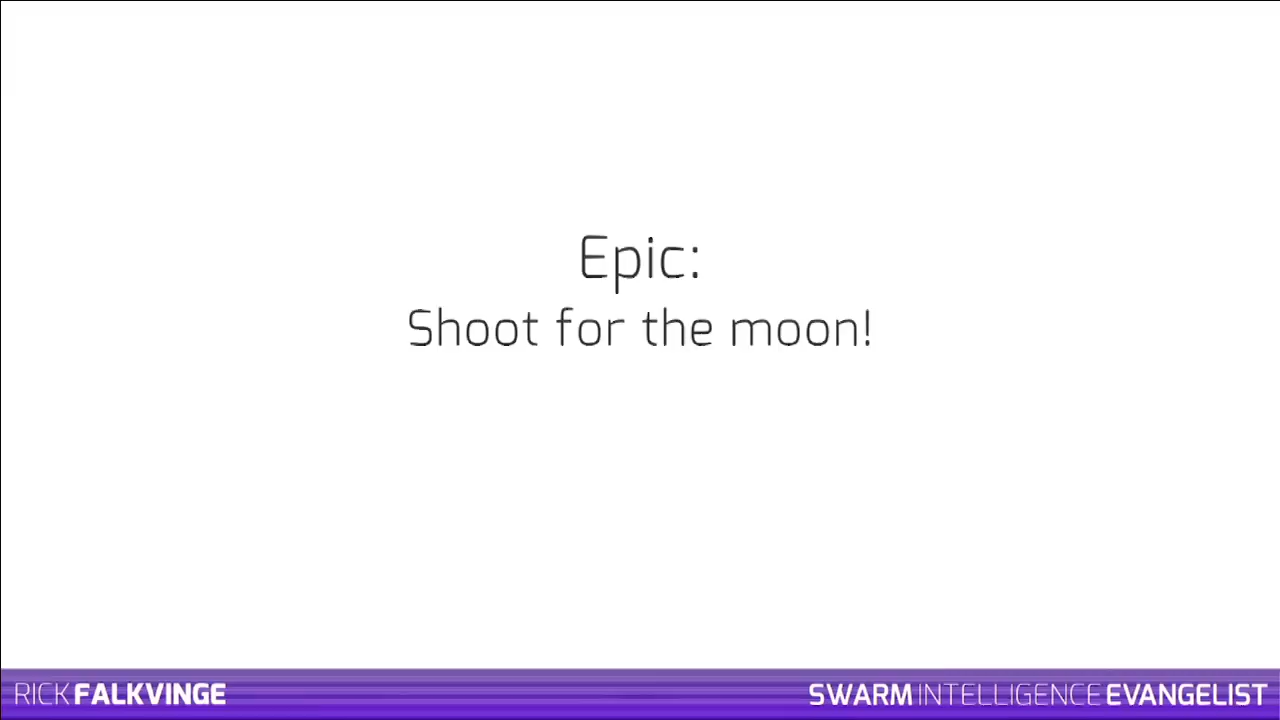 Epic:
Shoot for the moon!
RICK FALKVINGE SWARM INTELLIGENCE EVANGELIST